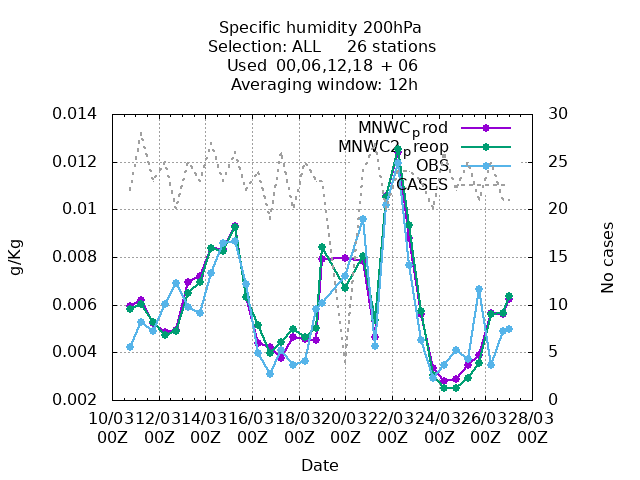 Specific humidity 200hPa
Selection: ALL 26 stations
Used 00,06,12,18 + 06
Averaging window: 12h
0.014
0.012
0.01
0.008
0.006
0.004
0.002
g/Kg
30
25
20
15
10
5
0
No cases
MNWC_prod
MNWC2_preop
OBS
CASES
10/03 12/03 14/03 16/03 18/03 20/03 22/03 24/03 26/03 28/03
00Z 00Z 00Z 00Z 00Z 00Z 00Z 00Z 00Z 00Z
Date